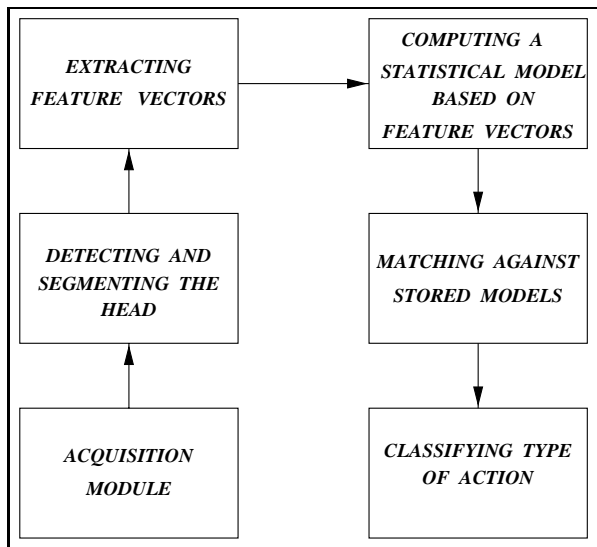 EXTRACTING
FEATURE VECTORS
COMPUTING A
STATISTICAL MODEL
BASED ON
FEATURE VECTORS
DETECTING AND
SEGMENTING THE
HEAD
MATCHING AGAINST
STORED MODELS
ACQUISITION
MODULE
CLASSIFYING TYPE
OF ACTION